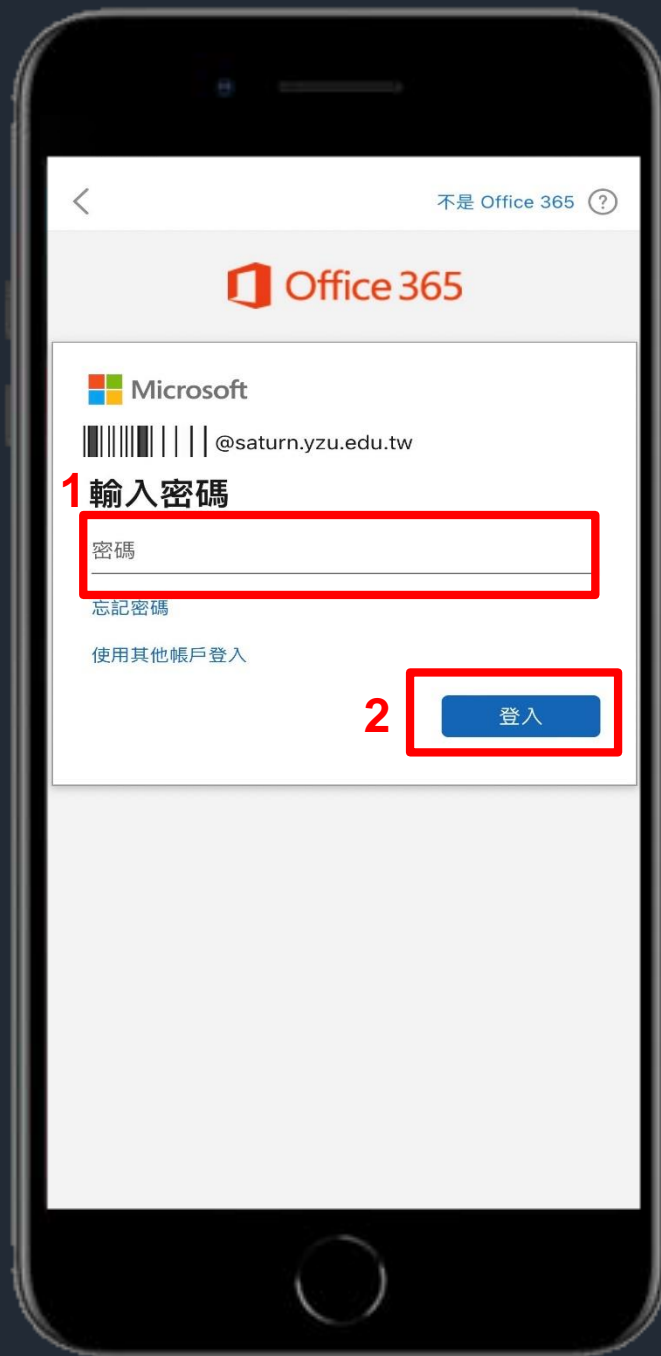 不是 Office 365 ?
Office 365
Microsoft
@saturn.yzu.edu.tw
1 輸入密碼
密碼
忘記密碼
使用其他帳戶登入
2 登入